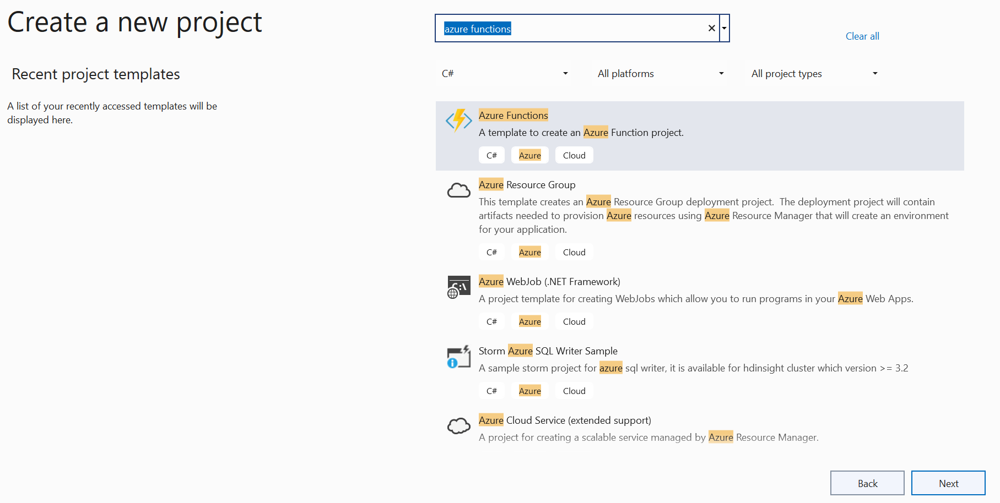 Create a new project
azure functions
Clear all
Recent project templates
A list of your recently accessed templates will be
displayed here.
C#
All platforms
All project types
Azure Functions
A template to create an Azure Function project.
C# Azure Cloud
Azure Resource Group
This template creates an Azure Resource Group deployment project.  The deployment project will contain
artifacts needed to provision Azure resources using Azure Resource Manager that will create an environment
for your application.
C# Azure Cloud
Azure WebJob (.NET Framework)
A project template for creating WebJobs which allow you to run programs in your Azure Web Apps.
C# Azure Cloud
Storm Azure SQL Writer Sample
A sample storm project for azure sql writer, it is available for hdinsight cluster which version >= 3.2
C# Azure Cloud
Azure Cloud Service (extended support)
A project for creating a scalable service managed by Azure Resource Manager.
Back
Next